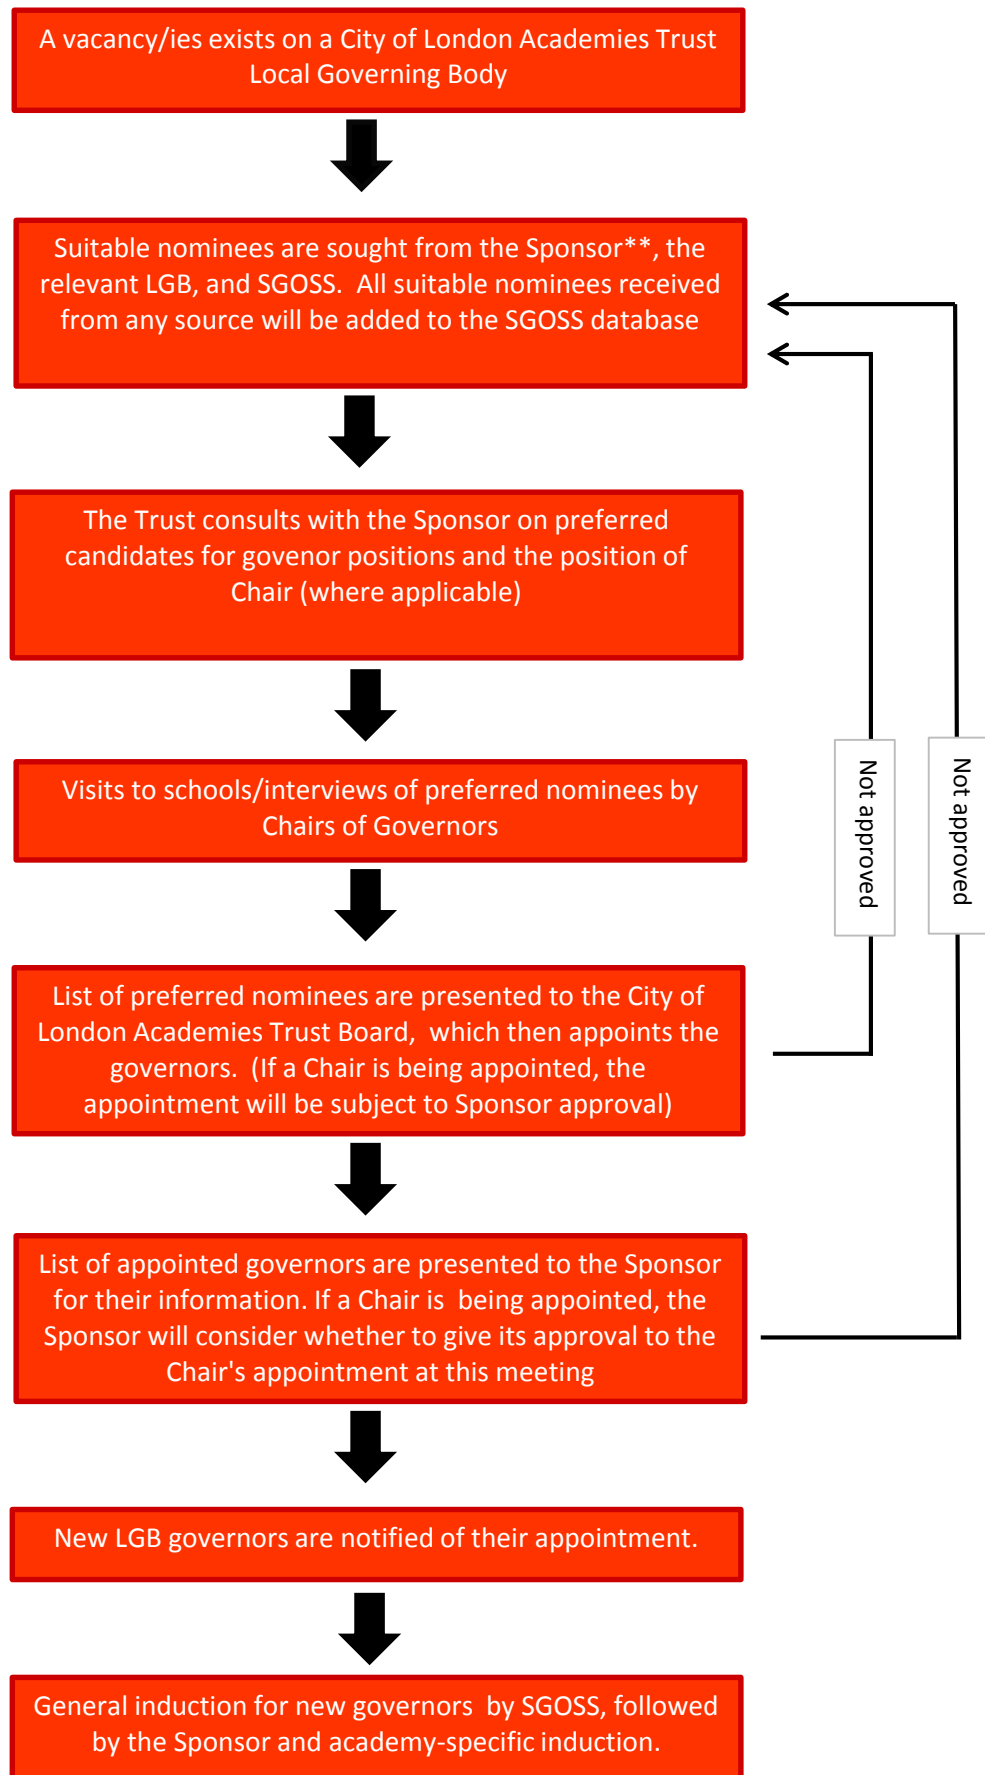 A vacancy/ies exists on a City of London Academies Trust
Local Governing Body
Suitable nominees are sought from the Sponsor**, the
relevant LGB, and SGOSS.  All suitable nominees received
from any source will be added to the SGOSS database
The Trust consults with the Sponsor on preferred
candidates for govenor positions and the position of
Chair (where applicable)
Visits to schools/interviews of preferred nominees by
Chairs of Governors
Not approved
Not approved
List of preferred nominees are presented to the City of
London Academies Trust Board,  which then appoints the
governors.  (If a Chair is being appointed, the
appointment will be subject to Sponsor approval)
List of appointed governors are presented to the Sponsor
for their information. If a Chair is  being appointed, the
Sponsor will consider whether to give its approval to the
Chair's appointment at this meeting
New LGB governors are notified of their appointment.
General induction for new governors  by SGOSS, followed
by the Sponsor and academy-specific induction.